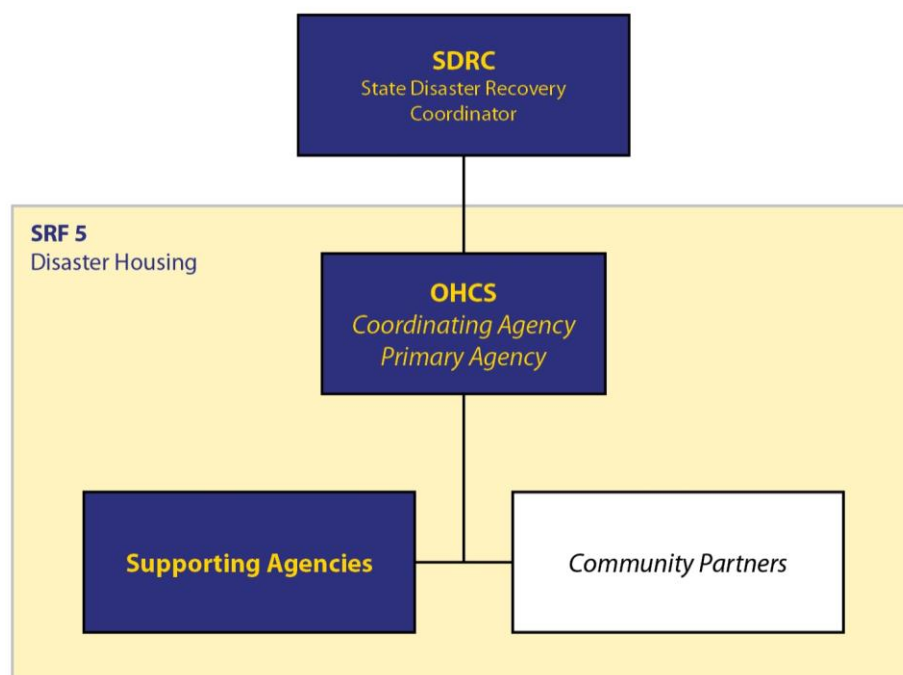 SDRC
State Disaster Recovery
Coordinator
SRF 5
Disaster Housing
OHCS
Coordinating Agency
Primary Agency
Supporting Agencies
Community Partners